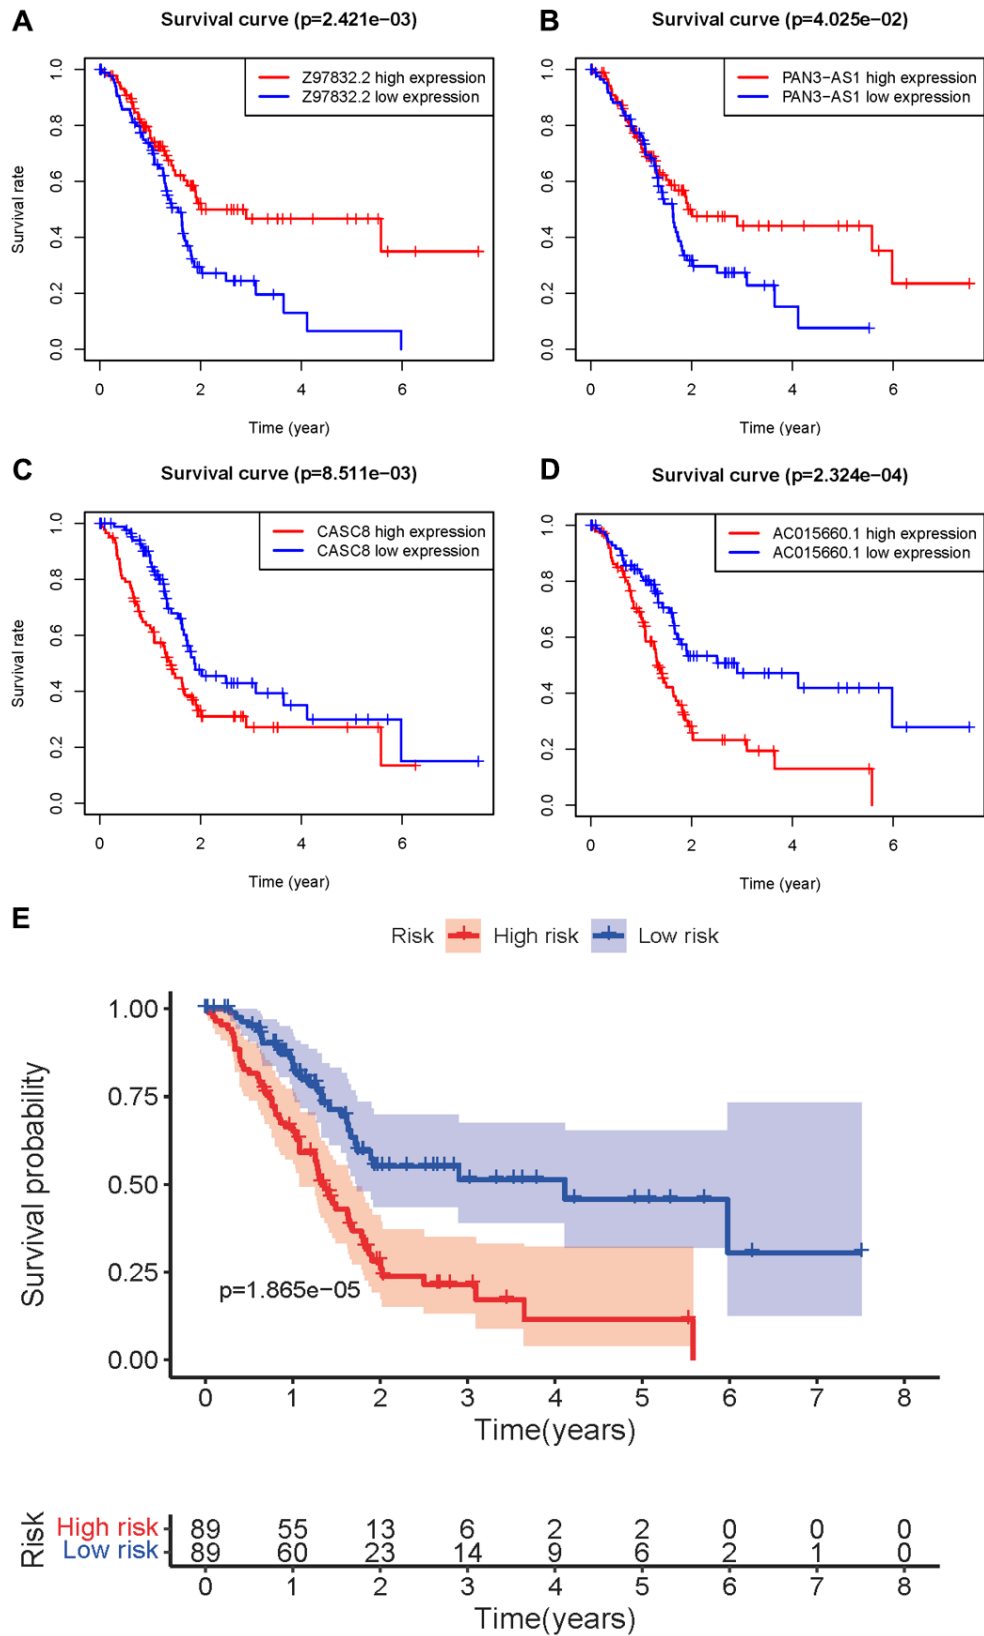 A
Survival curve (p=2.421e−03)
Survival rate
1.0
0.8
0.6
0.4
0.2
0.0
Z97832.2 high expression
Z97832.2 low expression
0 2 4 6
Time (year)
B
Survival curve (p=4.025e−02)
1.0
0.8
0.6
0.4
0.2
0.0
PAN3−AS1 high expression
PAN3−AS1 low expression
0 2 4 6
Time (year)
C
Survival curve (p=8.511e−03)
Survival rate
1.0
0.8
0.6
0.4
0.2
0.0
CASC8 high expression
CASC8 low expression
0 2 4 6
Time (year)
D
Survival curve (p=2.324e−04)
1.0
0.8
0.6
0.4
0.2
0.0
AC015660.1 high expression
AC015660.1 low expression
0 2 4 6
Time (year)
E
Risk High risk Low risk
Survival probability
1.00
0.75
0.50
0.25
0.00
p=1.865e−05
0 1 2 3 4 5 6 7 8
Time(years)
Risk
High risk 89 55 13 6 2 2 0 0 0
Low risk 89 60 23 14 9 6 2 1 0
0 1 2 3 4 5 6 7 8
Time(years)